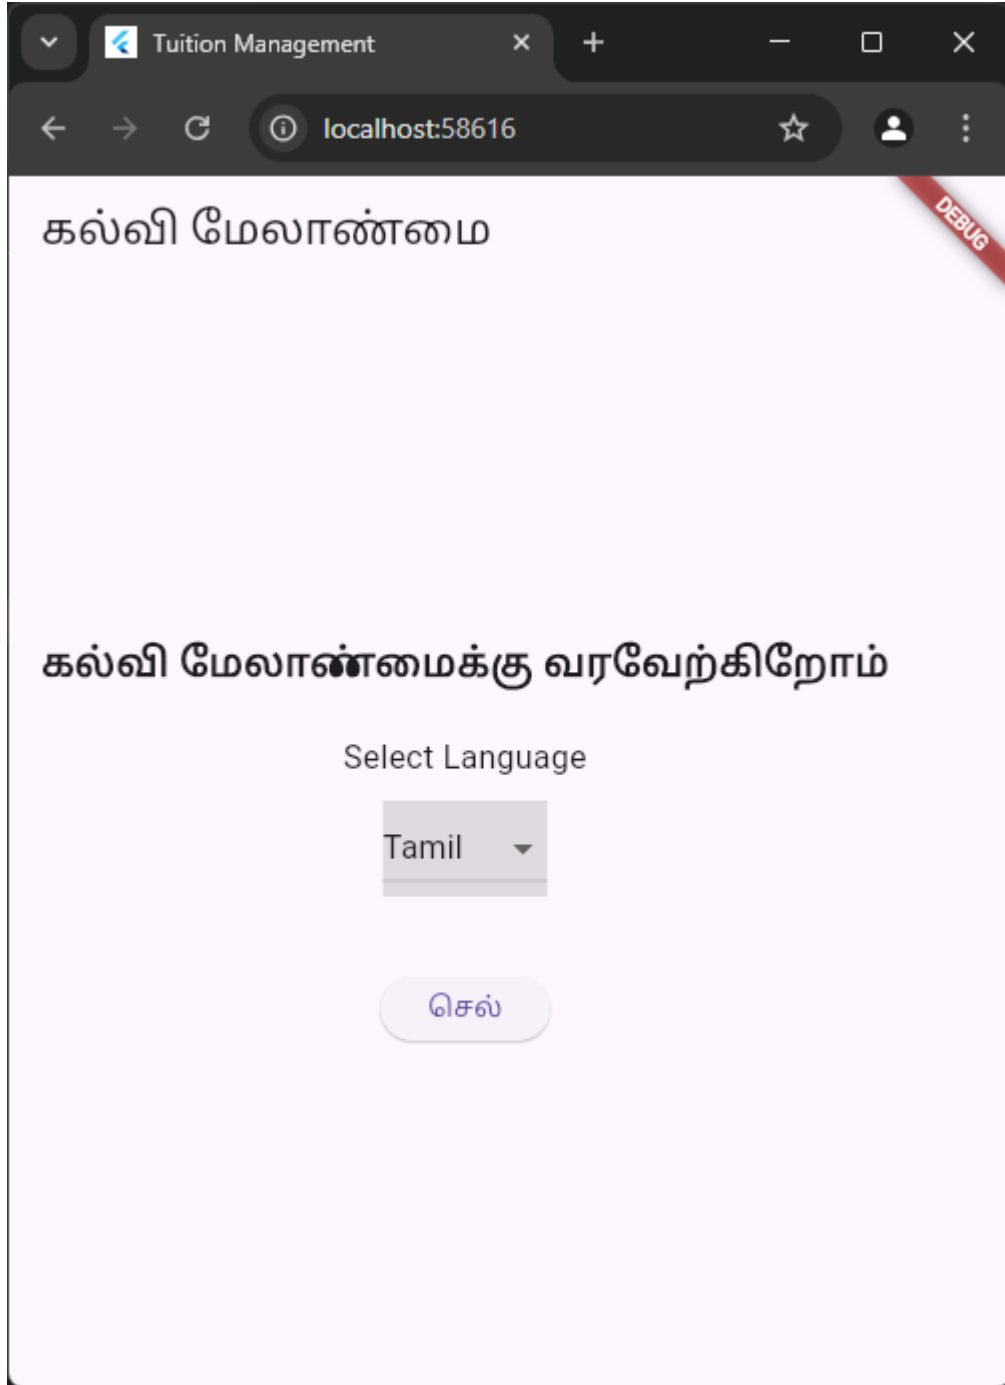 Tuition Management
localhost:58616
DEBUG
கல்வி மேலாண்மை
கல்வி மேலாண்மைக்கு வரவேற்கிறோம்
Select Language
Tamil
செல்